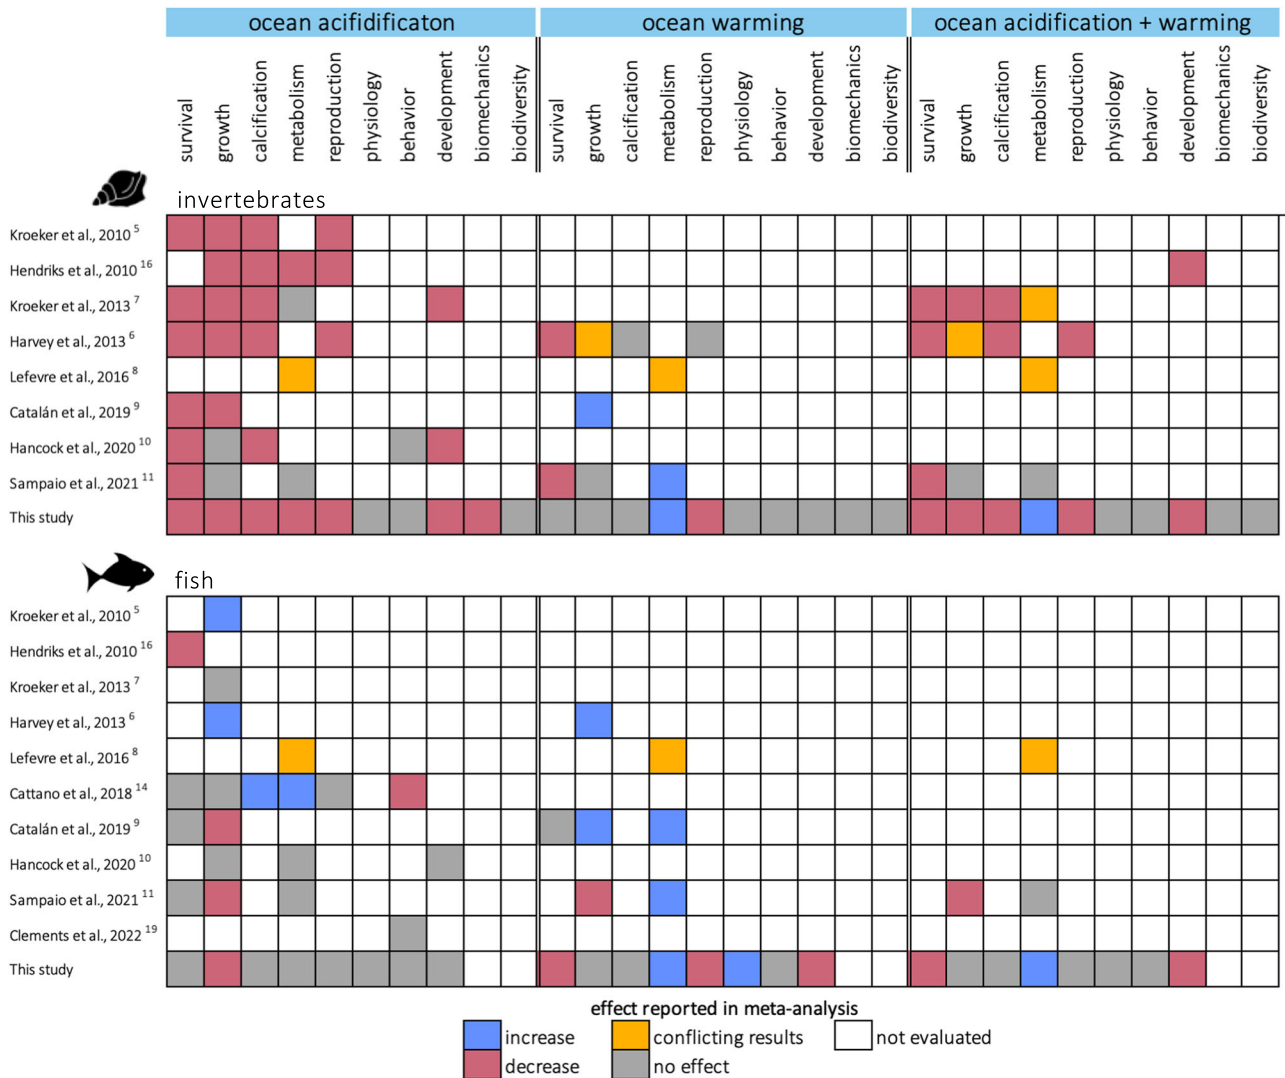 ocean acifidificaton ocean warming ocean acidification + warming
survival growth calcification metabolism reproduction physiology behavior development biomechanics biodiversity survival growth calcification metabolism reproduction physiology behavior development biomechanics biodiversity survival growth calcification metabolism reproduction physiology behavior development biomechanics biodiversity
invertebrates
Kroeker et al., 2010 5
Hendriks et al., 2010 16
Kroeker et al., 2013 7
Harvey et al., 2013 6
Lefevre et al., 2016 8
Catalán et al., 2019 9
Hancock et al., 2020 10
Sampaio et al., 2021 11
This study
fish
Kroeker et al., 2010 5
Hendriks et al., 2010 16
Kroeker et al., 2013 7
Harvey et al., 2013 6
Lefevre et al., 2016 8
Cattano et al., 2018 14
Catalán et al., 2019 9
Hancock et al., 2020 10
Sampaio et al., 2021 11
Clements et al., 2022 19
This study
effect reported in meta-analysis
increase conflicting results not evaluated
decrease no effect